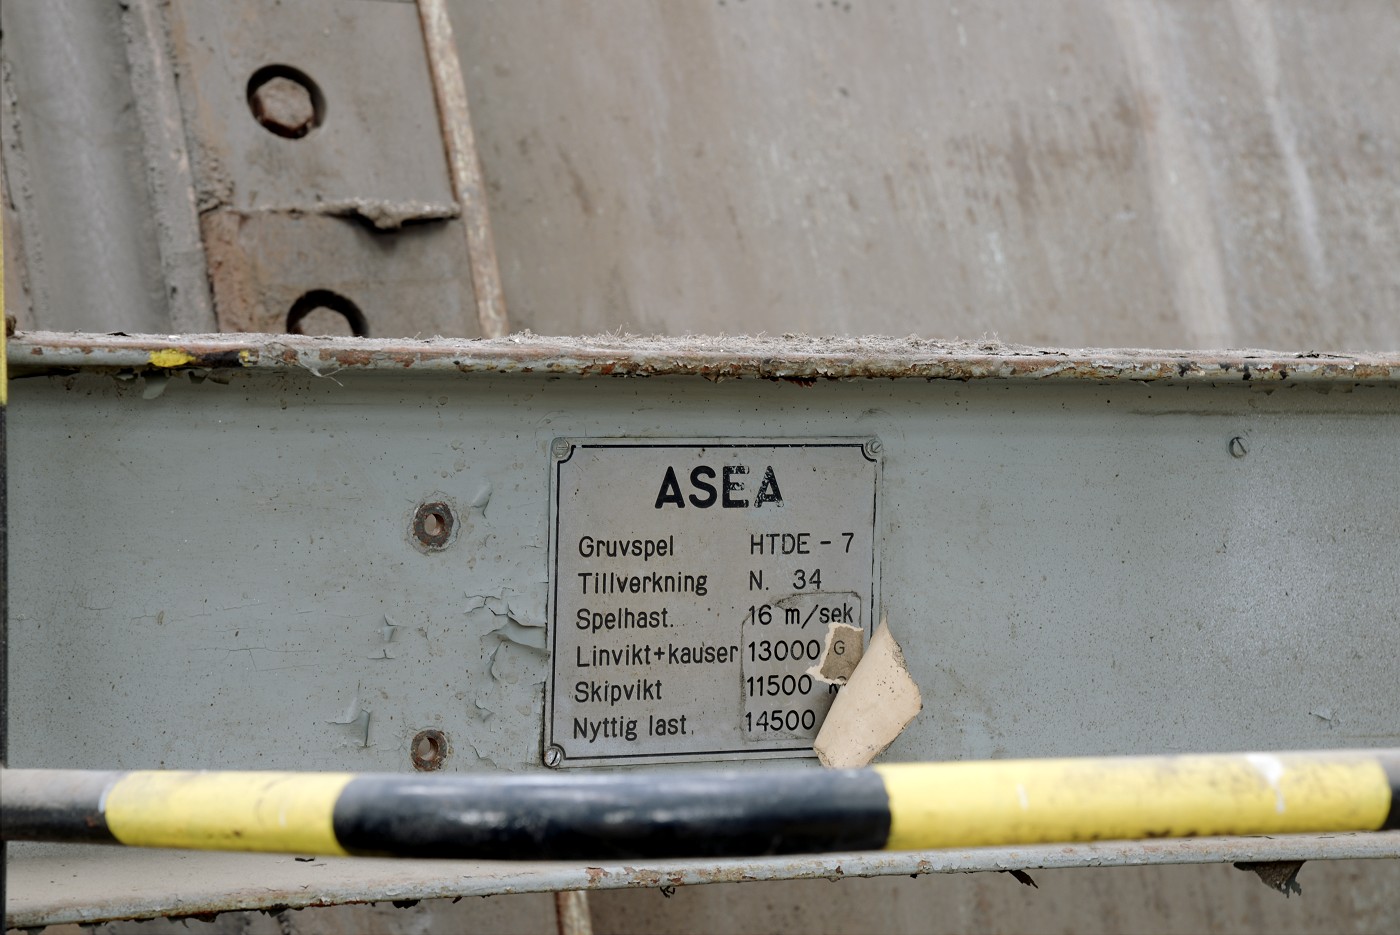 ASEA
Gruvspel HTDE - 7
Tillverkning N. 34
Spelhast. 16 m/sek
Linvikt+kauser 13000 G
Skipvikt 11500
Nyttig last. 14500